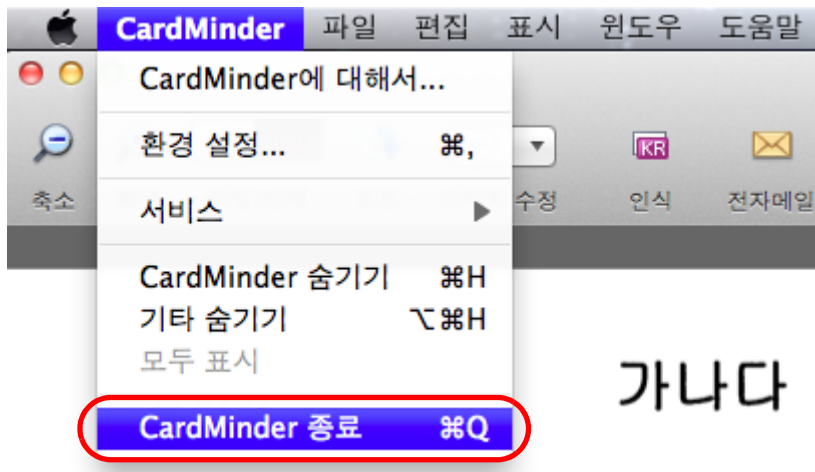 CardMinder 파일 편집 표시 윈도우 도움말
CardMinder에 대해서...
환경 설정... ⌘,
KR
축소 수정 인식 전자메일
서비스 ▶
CardMinder 숨기기 ⌘H
기타 숨기기 ⌥⌘H
모두 표시
가나다
CardMinder 종료 ⌘Q